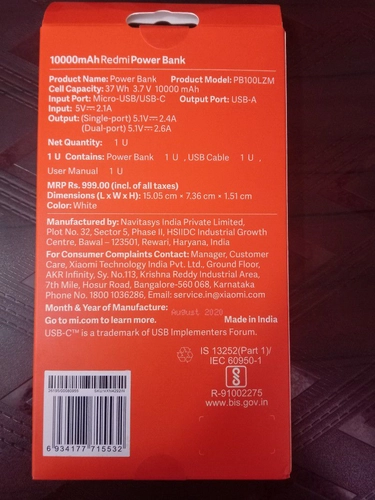 10000mAh Redmi Power Bank
Product Name: Power Bank Product Model: PB100LZM
Cell Capacity: 37 Wh 3.7 V 10000 mAh
Input Port: Micro-USB/USB-C Output Port: USB-A
Input: 5V⎓2.1A
Output: (Single-port) 5.1V⎓2.4A
(Dual-port) 5.1V⎓2.6A
Net Quantity: 1 U
1 U Contains: Power Bank 1 U , USB Cable 1 U ,
User Manual 1 U
MRP Rs. 999.00 (incl. of all taxes)
Dimensions (L x W x H): 15.05 cm × 7.36 cm × 1.51 cm
Color: White
Manufactured by: Navitasys India Private Limited,
Plot No. 32, Sector 5, Phase II, HSIIDC Industrial Growth
Centre, Bawal – 123501, Rewari, Haryana, India
For Consumer Complaints Contact: Manager, Customer
Care, Xiaomi Technology India Pvt. Ltd., Ground Floor,
AKR Infinity, Sy. No.113, Krishna Reddy Industrial Area,
7th Mile, Hosur Road, Bangalore-560 068, Karnataka
Phone No. 1800 1036286, Email: service.in@xiaomi.com
Month & Year of Manufacture: August 2020
Go to mi.com to learn more. Made in India
USB-C™ is a trademark of USB Implementers Forum.
IS 13252(Part 1)/
IEC 60950-1
R-91002275
www.bis.gov.in
6 934177 715532